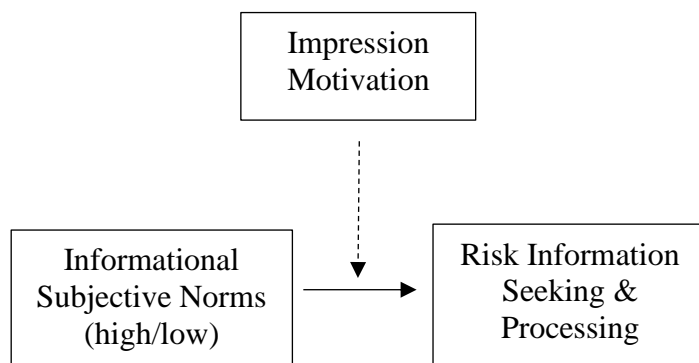 Impression
Motivation
Informational
Subjective Norms
(high/low)
Risk Information
Seeking &
Processing